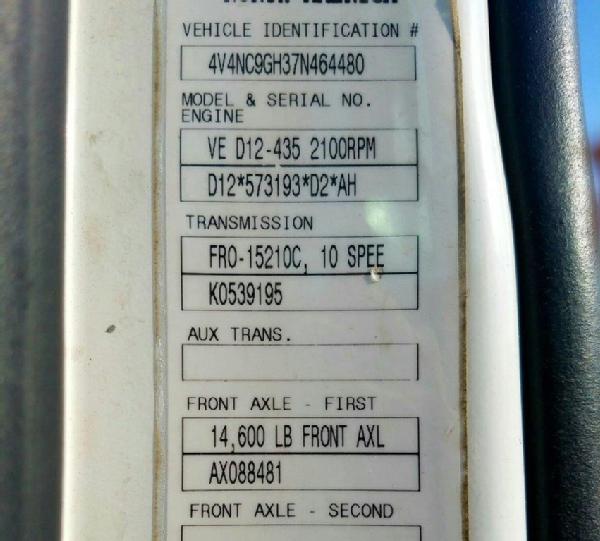 VEHICLE IDENTIFICATION #
4V4NC9GH37N464480
MODEL & SERIAL NO.
ENGINE
VE D12-435 2100RPM
D12*573193*D2*AH
TRANSMISSION
FRO-15210C, 10 SPEE
K0539195
AUX TRANS.
FRONT AXLE - FIRST
14,600 LB FRONT AXL
AX088481
FRONT AXLE - SECOND